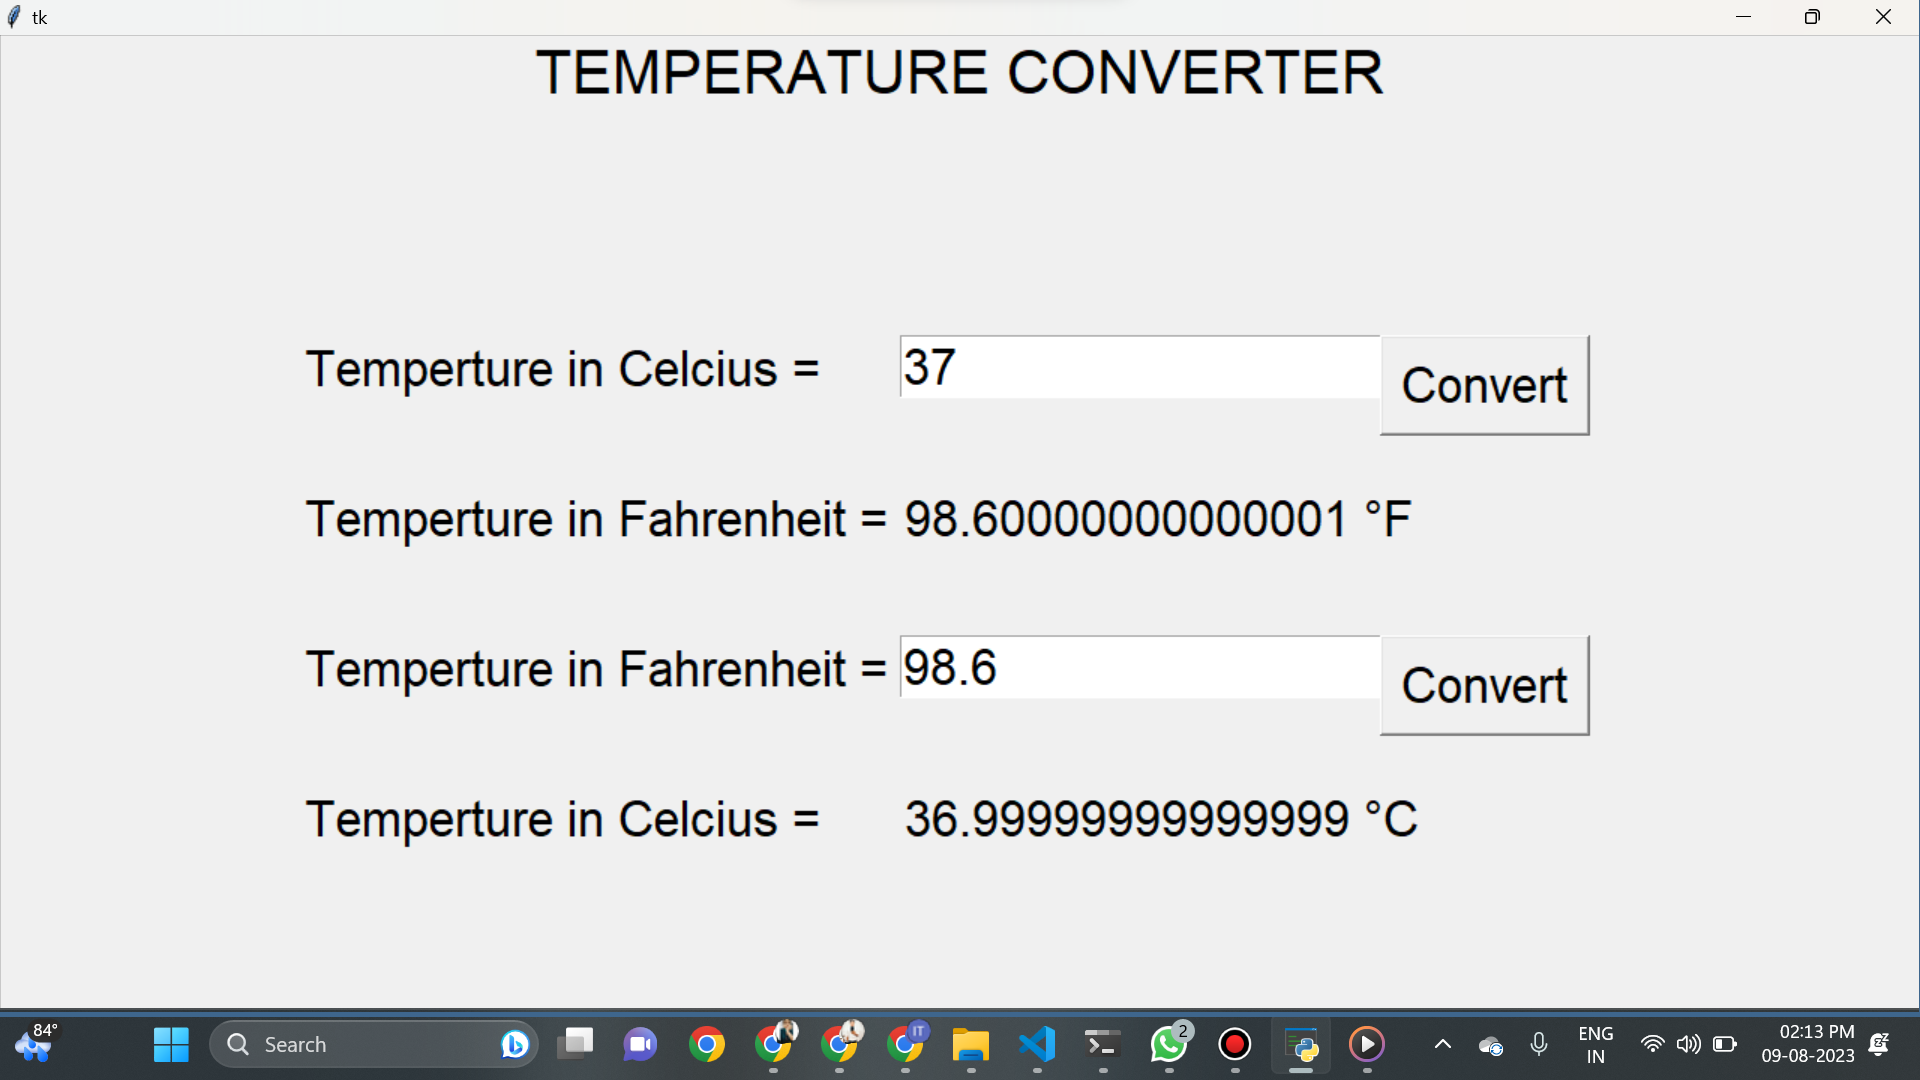 tk
TEMPERATURE CONVERTER
Temperture in Celcius = 37 Convert
Temperture in Fahrenheit = 98.60000000000001 °F
Temperture in Fahrenheit = 98.6 Convert
Temperture in Celcius = 36.99999999999999 °C
84° Search IT 2 ENG IN 02:13 PM
09-08-2023